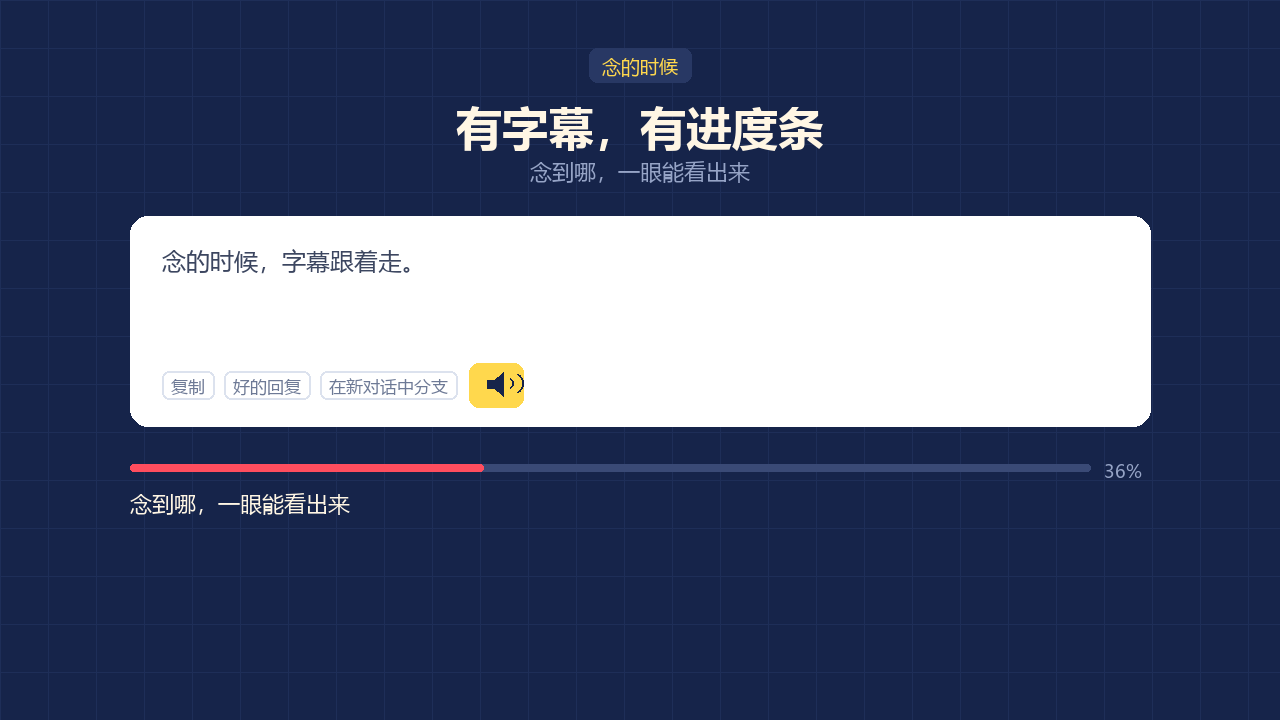 念的时候
有字幕，有进度条
念到哪，一眼能看出来
念的时候，字幕跟着走。
复制 好的回复 在新对话中分支
36%
念到哪，一眼能看出来